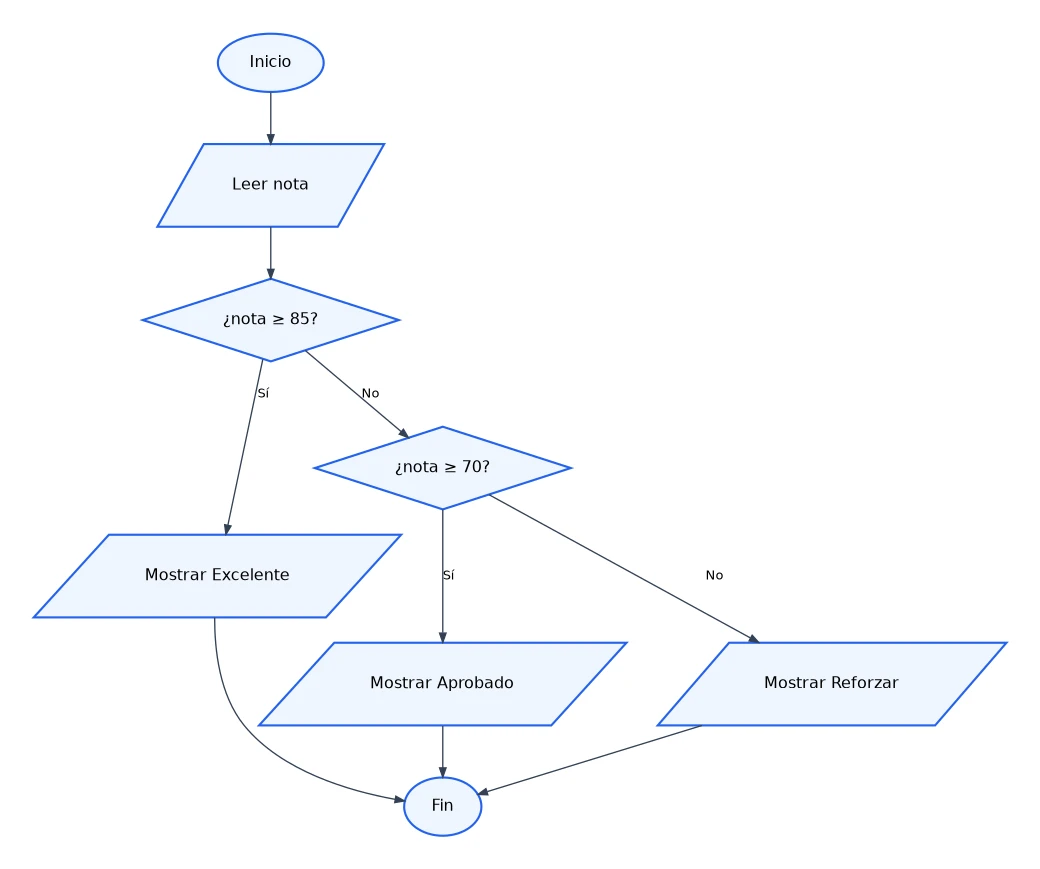 Inicio
Leer nota
¿nota ≥ 85?
Sí
No
¿nota ≥ 70?
Mostrar Excelente
Sí
No
Mostrar Aprobado
Mostrar Reforzar
Fin